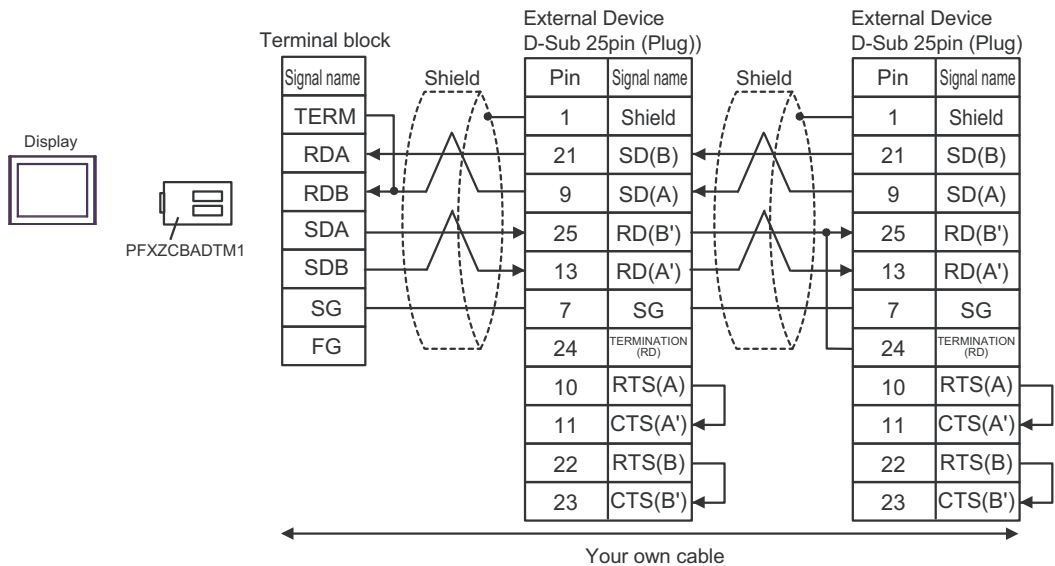 Display
PFXZCBADTM1
Terminal block
Signal name
TERM
RDA
RDB
SDA
SDB
SG
FG
Shield
External Device
D-Sub 25pin (Plug))
Pin Signal name
1 Shield
21 SD(B)
9 SD(A)
25 RD(B')
13 RD(A')
7 SG
24 TERMINATION
(RD)
10 RTS(A)
11 CTS(A')
22 RTS(B)
23 CTS(B')
Shield
External Device
D-Sub 25pin (Plug)
Pin Signal name
1 Shield
21 SD(B)
9 SD(A)
25 RD(B')
13 RD(A')
7 SG
24 TERMINATION
(RD)
10 RTS(A)
11 CTS(A')
22 RTS(B)
23 CTS(B')
Your own cable